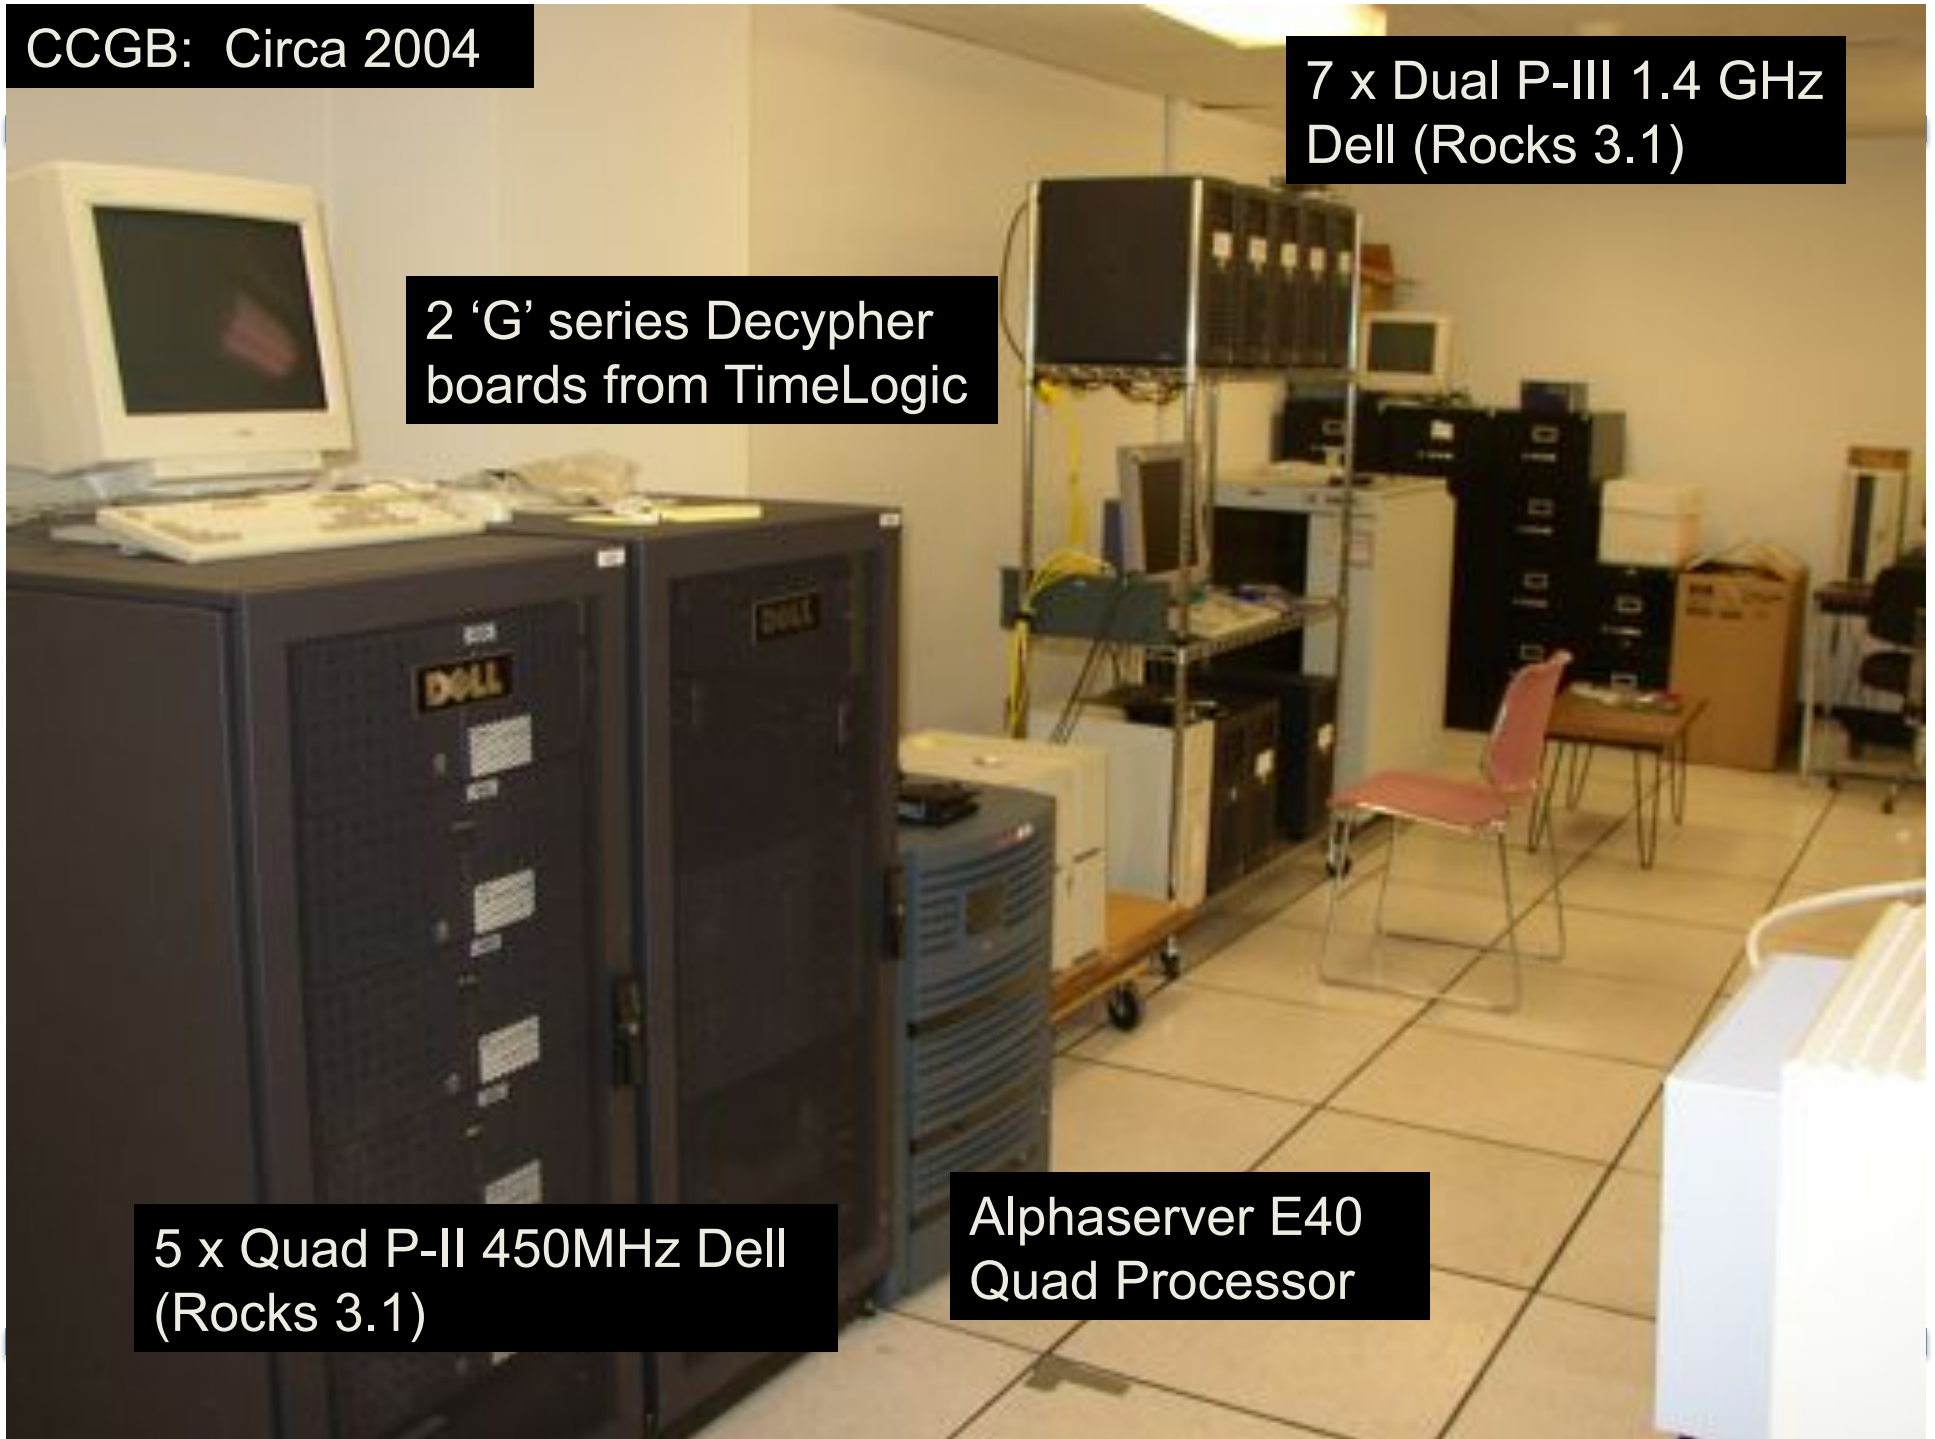 CCGB: Circa 2004
7 x Dual P-III 1.4 GHz
Dell (Rocks 3.1)
2 ‘G’ series Decypher
boards from TimeLogic
DELL
DELL
5 x Quad P-II 450MHz Dell
(Rocks 3.1)
Alphaserver E40
Quad Processor